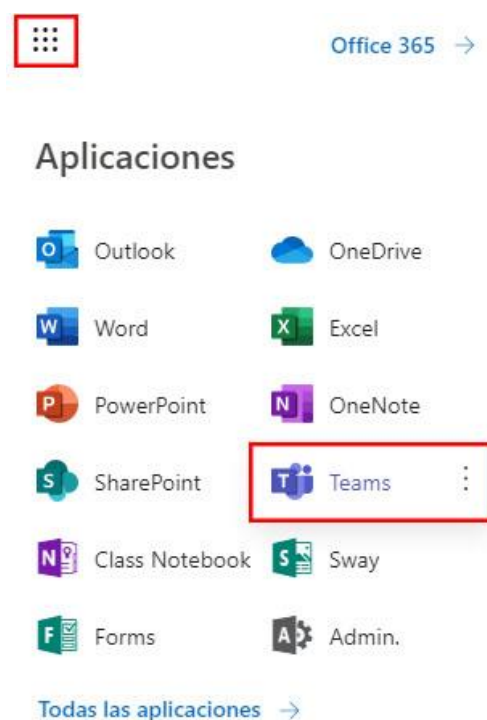 Office 365 →
Aplicaciones
Outlook OneDrive
Word Excel
PowerPoint OneNote
SharePoint Teams
Class Notebook Sway
Forms Admin.
Todas las aplicaciones →